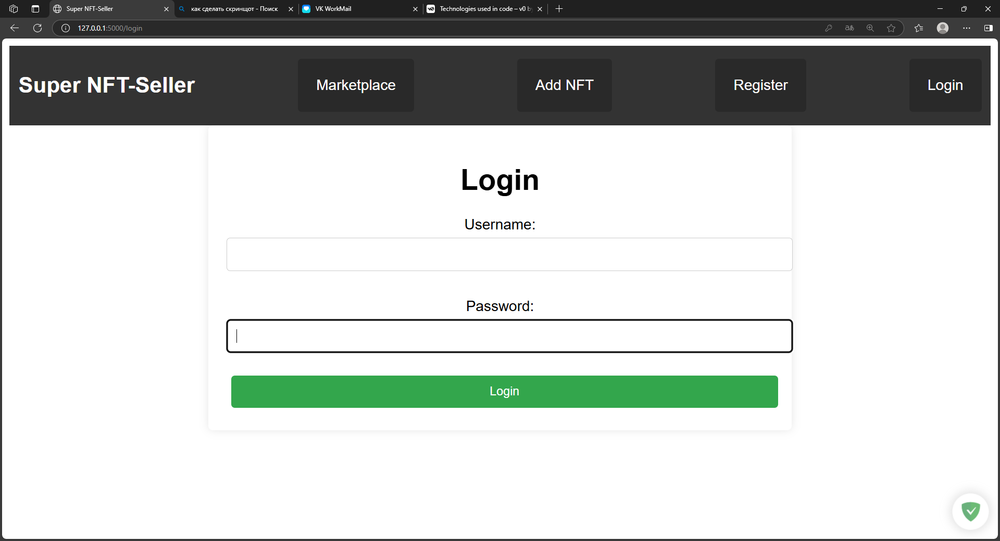 Super NFT-Seller
как сделать скринщот - Поиск
VK WorkMail
Technologies used in code – v0 by
127.0.0.1:5000/login
Super NFT-Seller
Marketplace
Add NFT
Register
Login
Login
Username:
Password:
Login